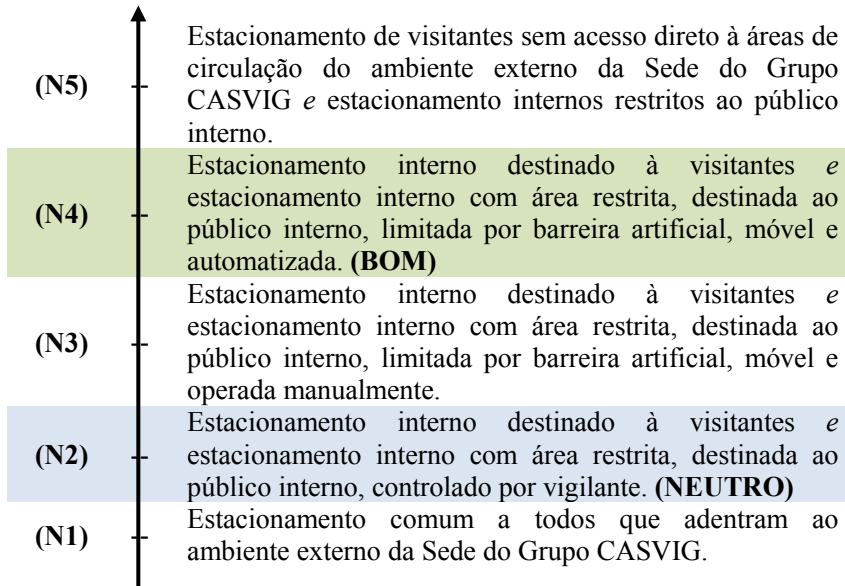 Estacionamento de visitantes sem acesso direto à áreas de
circulação do ambiente externo da Sede do Grupo
(N5)
CASVIG e estacionamento internos restritos ao público
interno.
Estacionamento interno destinado à visitantes e
estacionamento interno com área restrita, destinada ao
(N4)
público interno, limitada por barreira artificial, móvel e
automatizada. (BOM)
Estacionamento interno destinado à visitantes e
estacionamento interno com área restrita, destinada ao
(N3)
público interno, limitada por barreira artificial, móvel e
operada manualmente.
Estacionamento interno destinado à visitantes e
(N2)
estacionamento interno com área restrita, destinada ao
público interno, controlado por vigilante. (NEUTRO)
(N1)
Estacionamento comum a todos que adentram ao
ambiente externo da Sede do Grupo CASVIG.